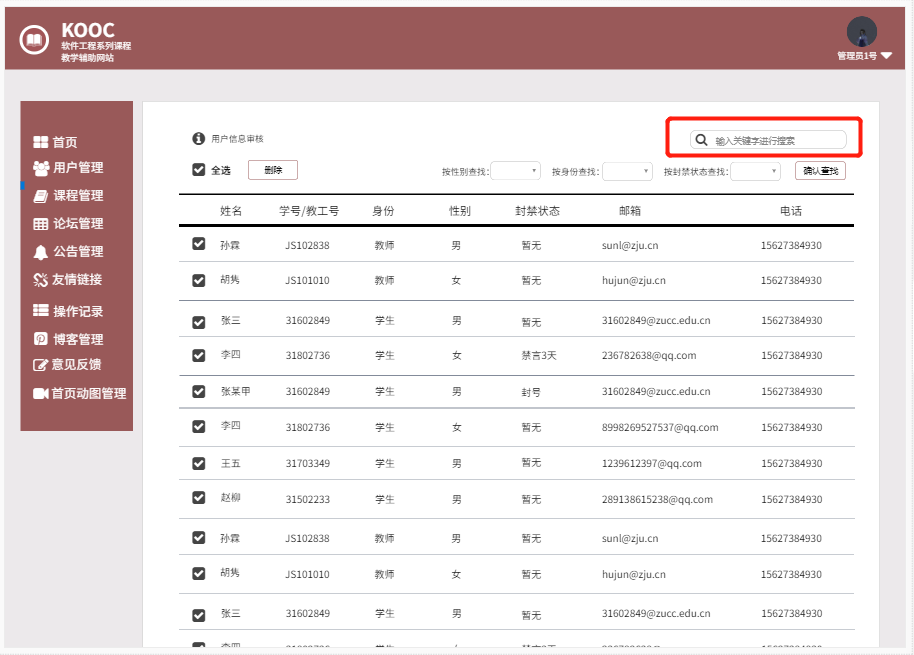 KOOC
软件工程系列课程
教学辅助网站
管理员1号
首页
用户管理
课程管理
论坛管理
公告管理
友情链接
操作记录
博客管理
意见反馈
首页动图管理
用户信息审核
输入关键字进行搜索
全选 删除 按性别查找: 按身份查找: 按封禁状态查找: 确认查找
姓名 学号/教工号 身份 性别 封禁状态 邮箱 电话
孙霖 JS102838 教师 男 暂无 sunl@zju.cn 15627384930
胡隽 JS101010 教师 女 暂无 hujun@zju.cn 15627384930
张三 31602849 学生 男 暂无 31602849@zucc.edu.cn 15627384930
李四 31802736 学生 女 禁言3天 236782638@qq.com 15627384930
张某甲 31602849 学生 男 封号 31602849@zucc.edu.cn 15627384930
李四 31802736 学生 女 暂无 8998269527537@qq.com 15627384930
王五 31703349 学生 男 暂无 1239612397@qq.com 15627384930
赵柳 31502233 学生 男 暂无 289138615238@qq.com 15627384930
孙霖 JS102838 教师 男 暂无 sunl@zju.cn 15627384930
胡隽 JS101010 教师 女 暂无 hujun@zju.cn 15627384930
张三 31602849 学生 男 暂无 31602849@zucc.edu.cn 15627384930